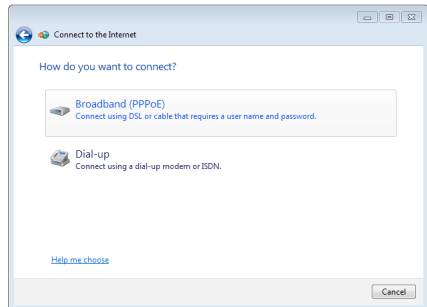 Connect to the Internet
How do you want to connect?
Broadband (PPPoE)
Connect using DSL or cable that requires a user name and password.
Dial-up
Connect using a dial-up modem or ISDN.
Help me choose
Cancel